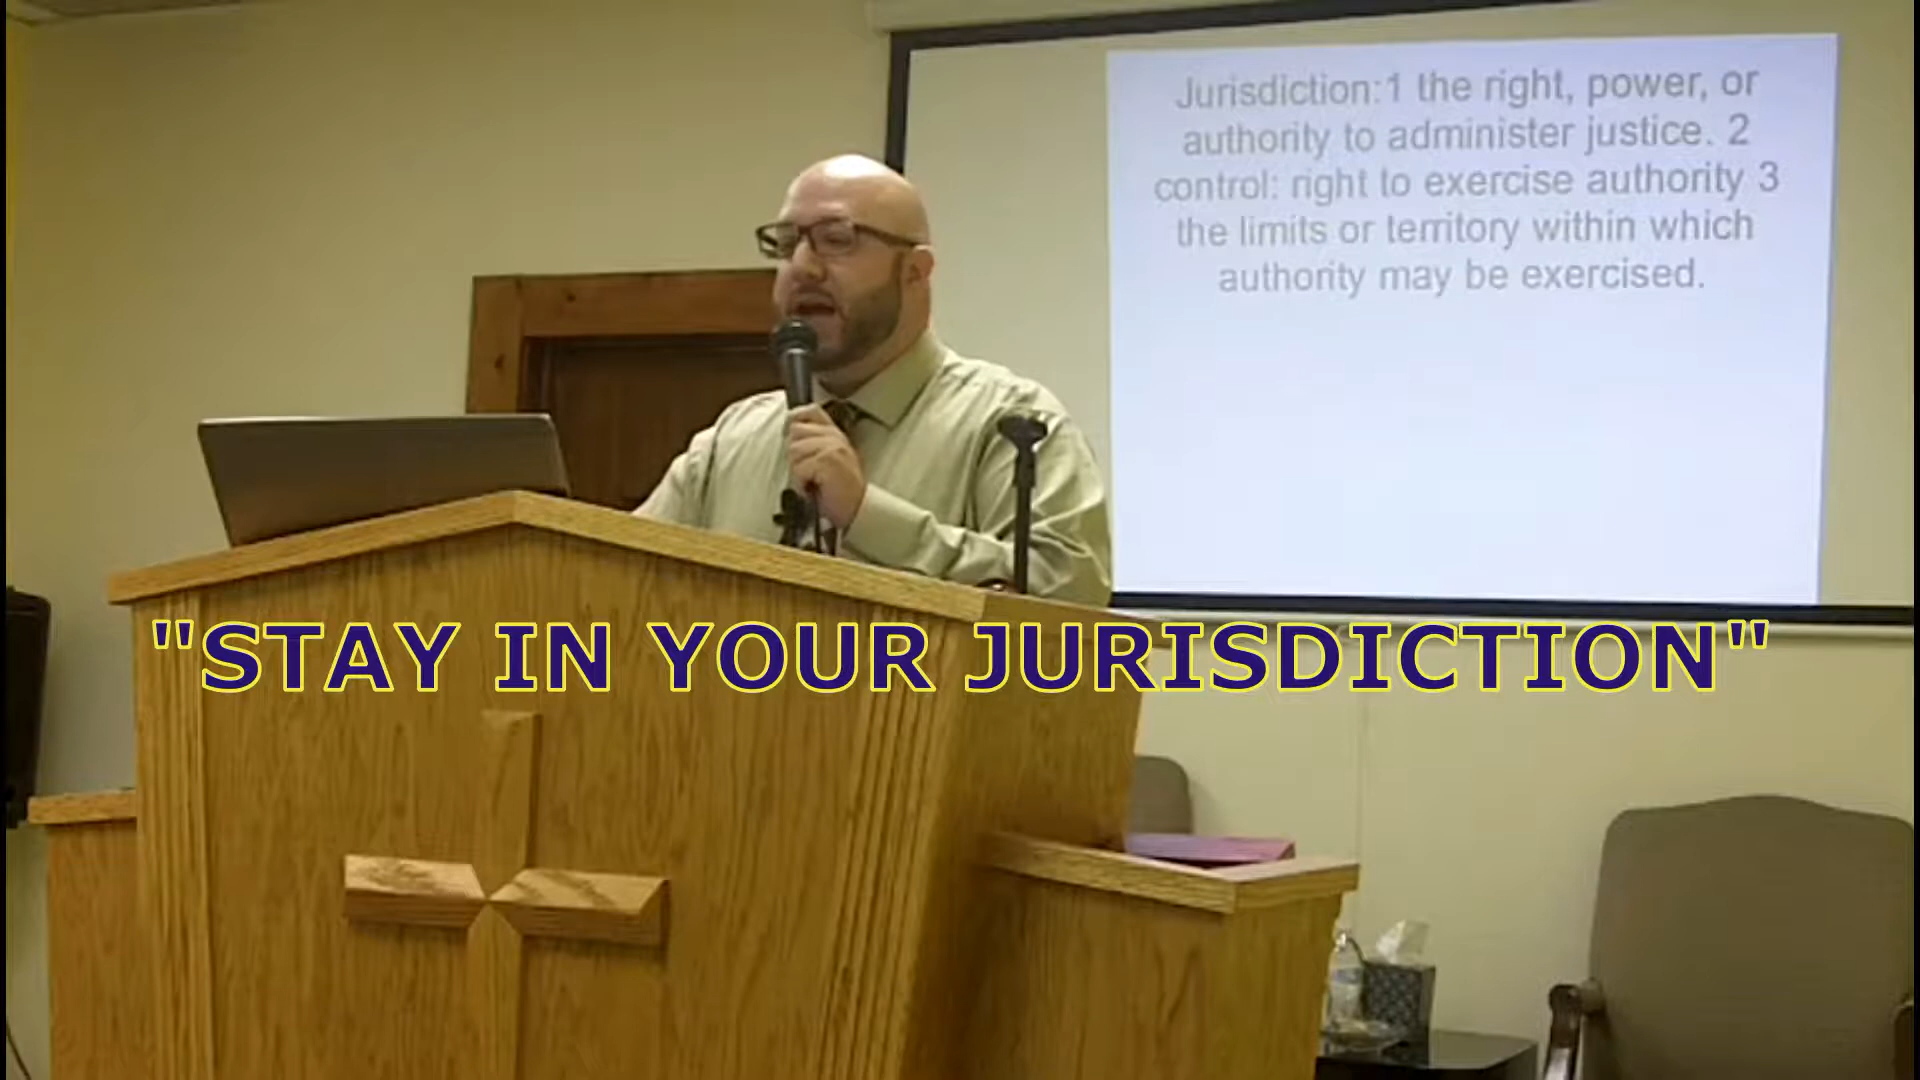 Jurisdiction:1 the right, power, or
authority to administer justice. 2
control: right to exercise authority 3
the limits or territory within which
authority may be exercised.
"STAY IN YOUR JURISDICTION"